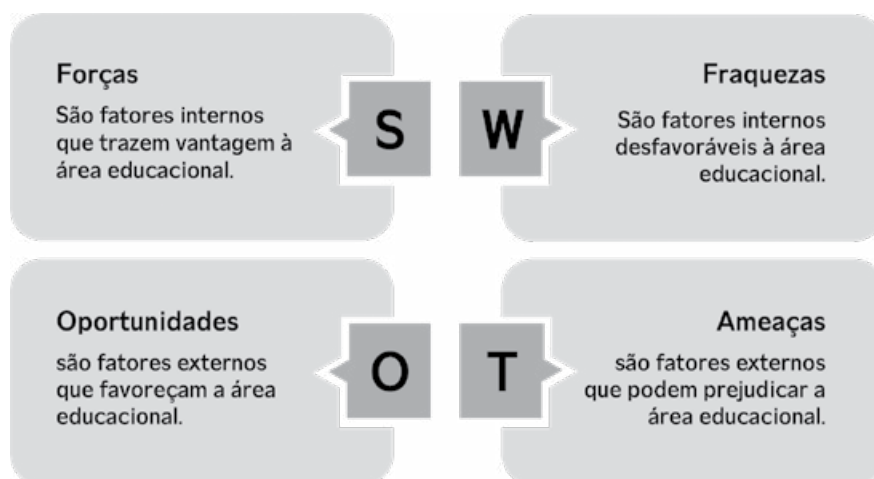 Forças
São fatores internos
que trazem vantagem à
área educacional.
S
W
Fraquezas
São fatores internos
desfavoráveis à área
educacional.
Oportunidades
são fatores externos
que favoreçam a área
educacional.
O
T
Ameaças
são fatores externos
que podem prejudicar a
área educacional.